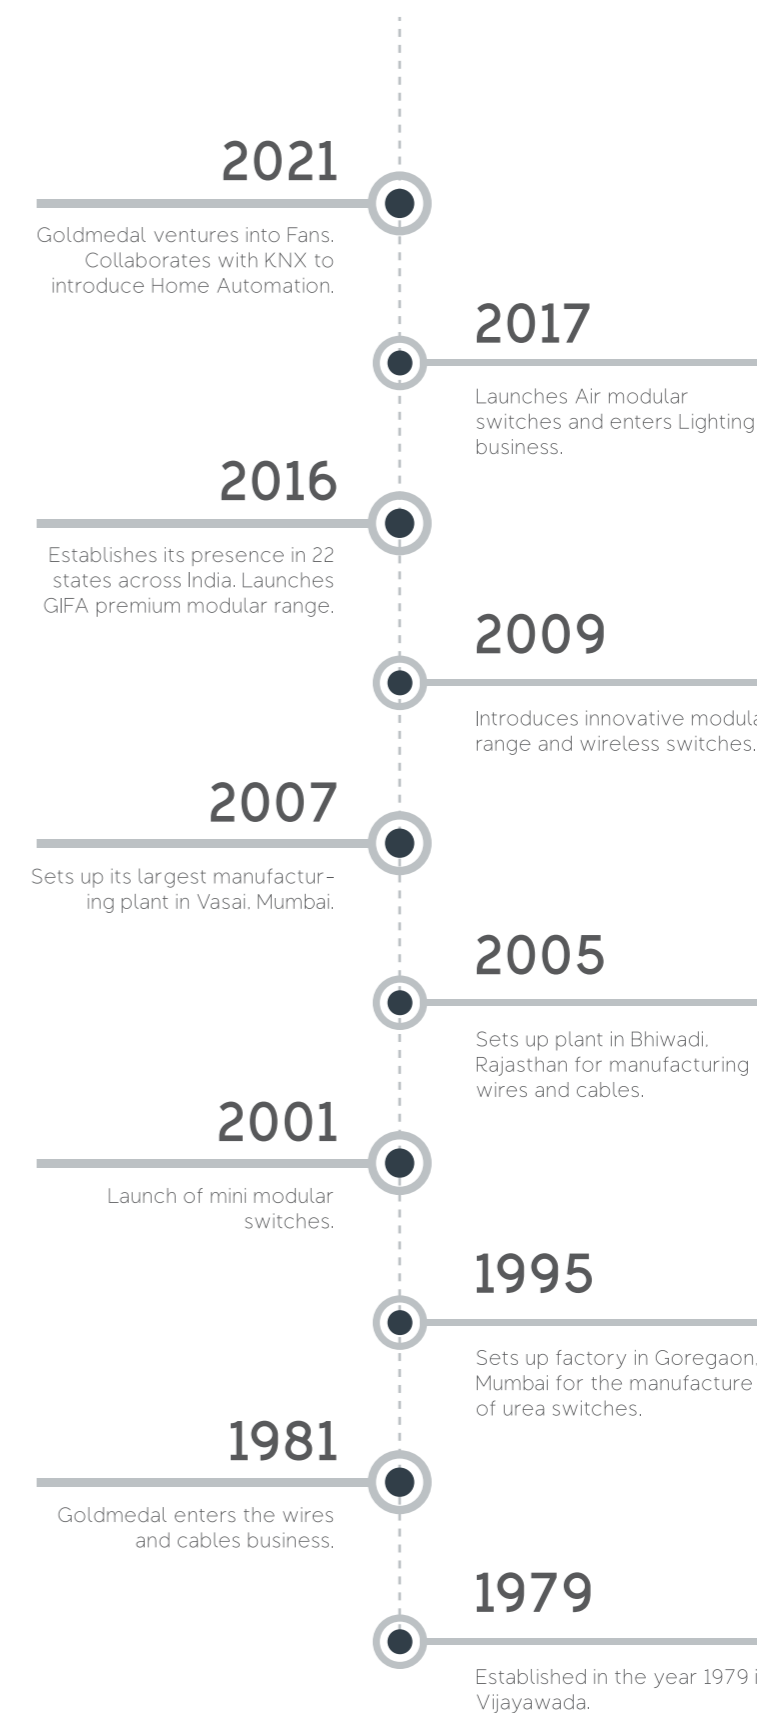 2021
Goldmedal ventures into Fans.
Collaborates with KNX to
introduce Home Automation.
2017
Launches Air modular
switches and enters Lighting
business.
2016
Establishes its presence in 22
states across India. Launches
GIFA premium modular range.
2009
Introduces innovative modula
range and wireless switches.
2007
Sets up its largest manufactur-
ing plant in Vasai, Mumbai.
2005
Sets up plant in Bhiwadi,
Rajasthan for manufacturing
wires and cables.
2001
Launch of mini modular
switches.
1995
Sets up factory in Goregaon,
Mumbai for the manufacture
of urea switches.
1981
Goldmedal enters the wires
and cables business.
1979
Established in the year 1979 i
Vijayawada.